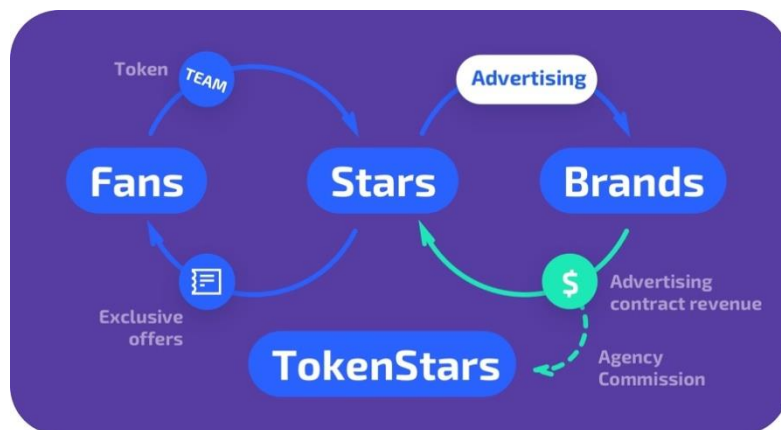 Token
TEAM
Advertising
Fans
Stars
Brands
Exclusive
offers
$
Advertising
contract revenue
TokenStars
Agency
Commission